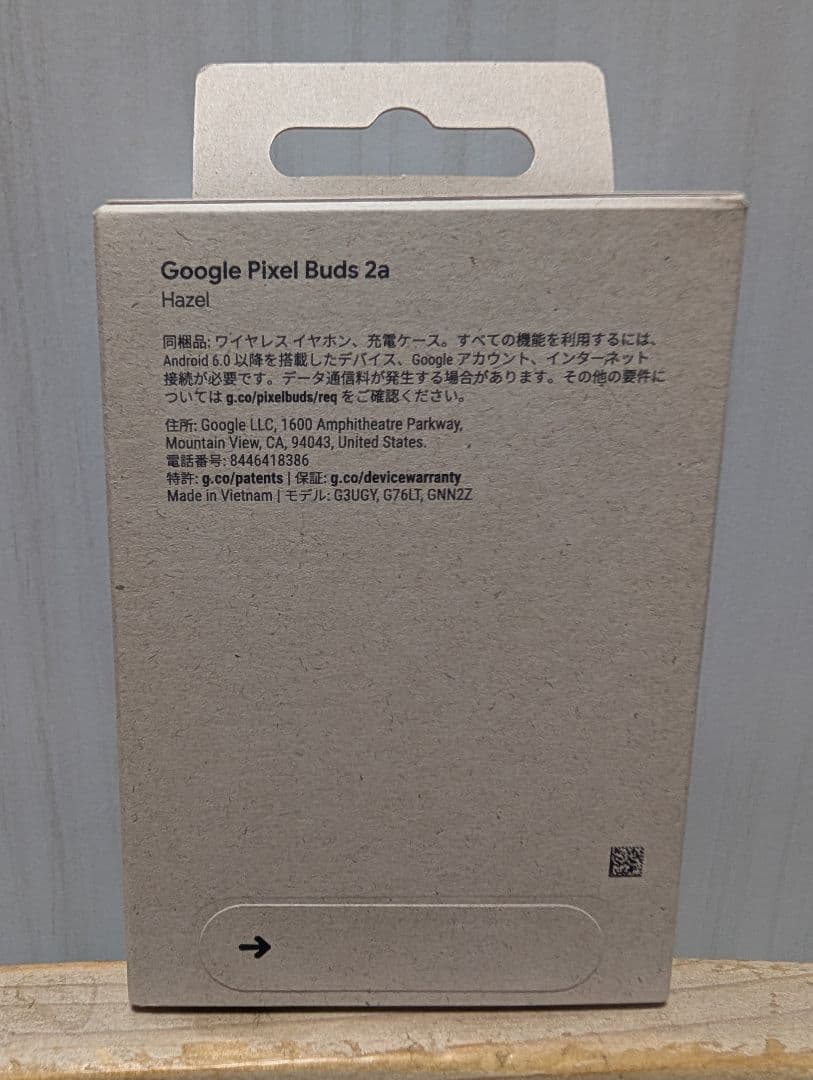 Google Pixel Buds 2a
Hazel
同梱品: ワイヤレス イヤホン、充電ケース。すべての機能を利用するには、
Android 6.0 以降を搭載したデバイス、Google アカウント、インターネット
接続が必要です。データ通信料が発生する場合があります。その他の要件に
ついては g.co/pixelbuds/req をご確認ください。
住所: Google LLC, 1600 Amphitheatre Parkway,
Mountain View, CA, 94043, United States.
電話番号: 8446418386
特許: g.co/patents | 保証: g.co/devicewarranty
Made in Vietnam | モデル: G3UGY, G76LT, GNN2Z